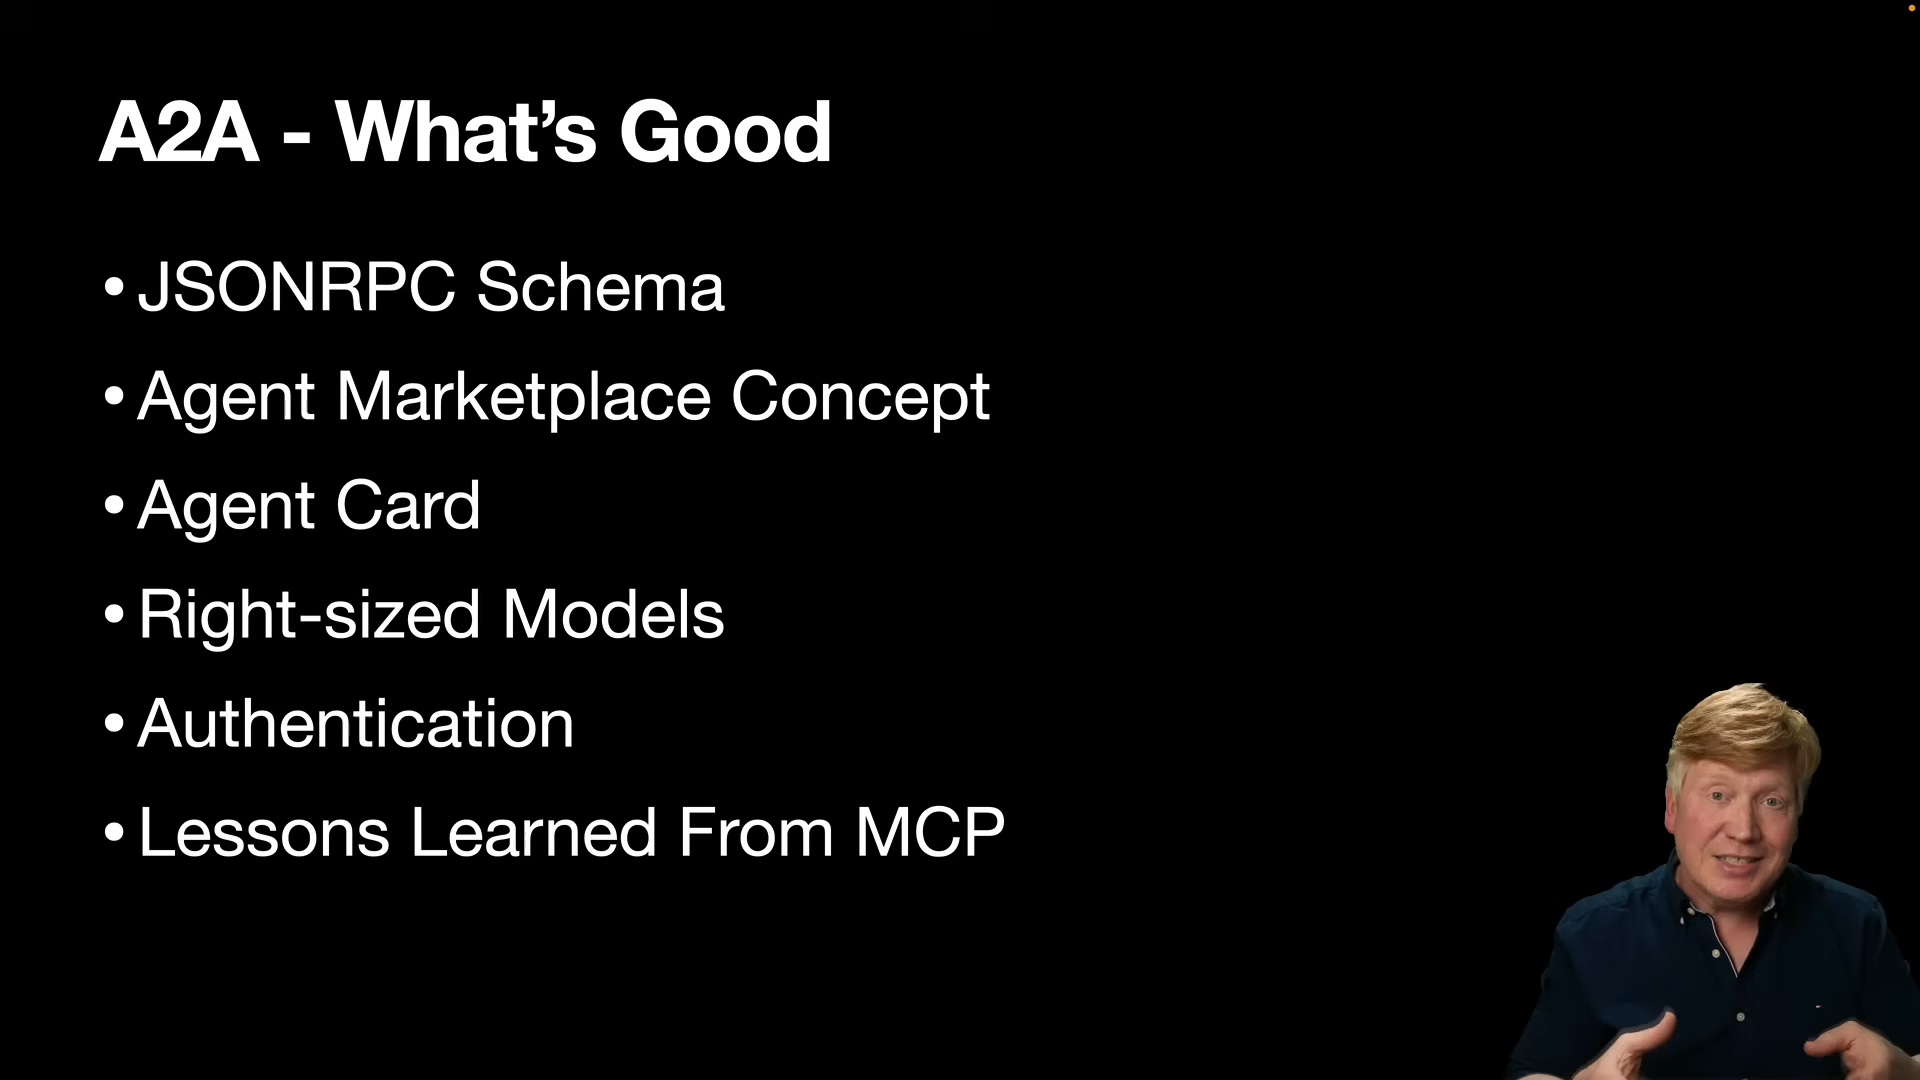 A2A - What’s Good
• JSONRPC Schema
• Agent Marketplace Concept
• Agent Card
• Right-sized Models
• Authentication
• Lessons Learned From MCP